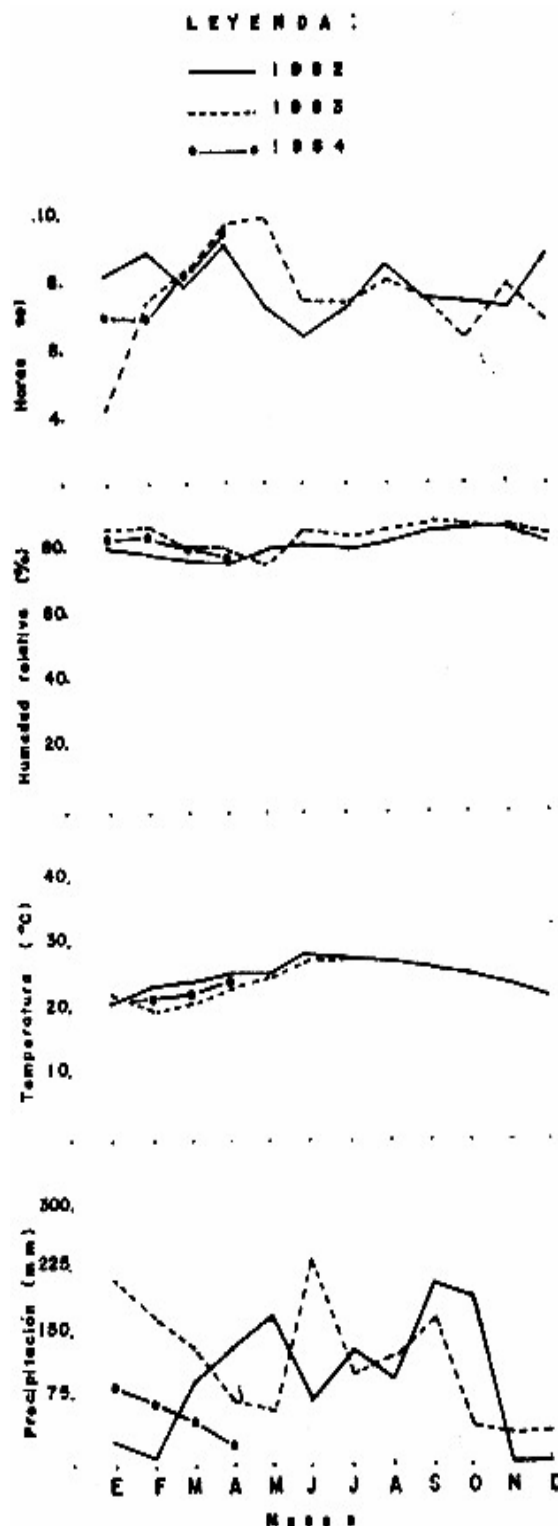 LEYENDA :
1982
1983
1984
10.
8.
6.
4.
Horas sol
80.
60.
40.
20.
Humedad relative (%)
40.
30.
20.
10.
Temperatura (°C)
300.
225.
150.
75.
Precipitación (mm)
E F M A M J J A S O N D
Meses